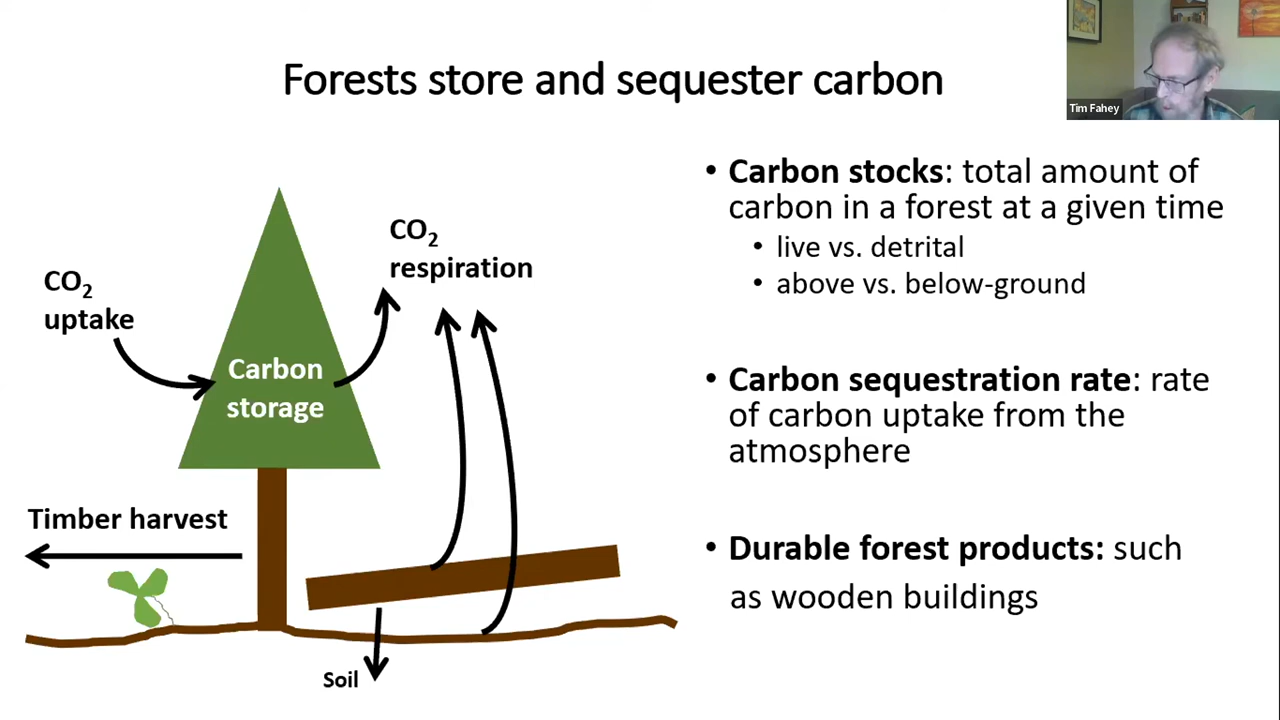 Forests store and sequester carbon
Tim Fahey
CO₂
uptake
CO₂
respiration
Carbon
storage
Timber harvest
Soil
• Carbon stocks: total amount of
carbon in a forest at a given time
• live vs. detrital
• above vs. below-ground
• Carbon sequestration rate: rate
of carbon uptake from the
atmosphere
• Durable forest products: such
as wooden buildings